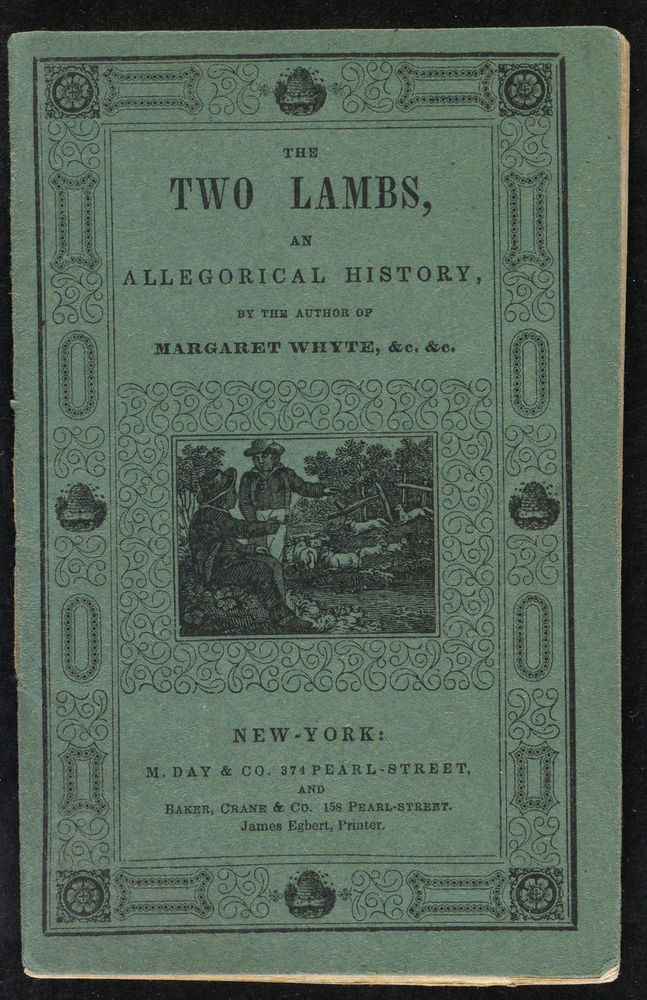 THE
TWO LAMBS,
AN
ALLEGORICAL HISTORY,
BY THE AUTHOR OF
MARGARET WHYTE, &c. &c.
NEW-YORK:
M. DAY & CO. 374 PEARL-STREET,
AND
BAKER, CRANE & CO. 158 PEARL-STREET.
James Egbert, Printer.